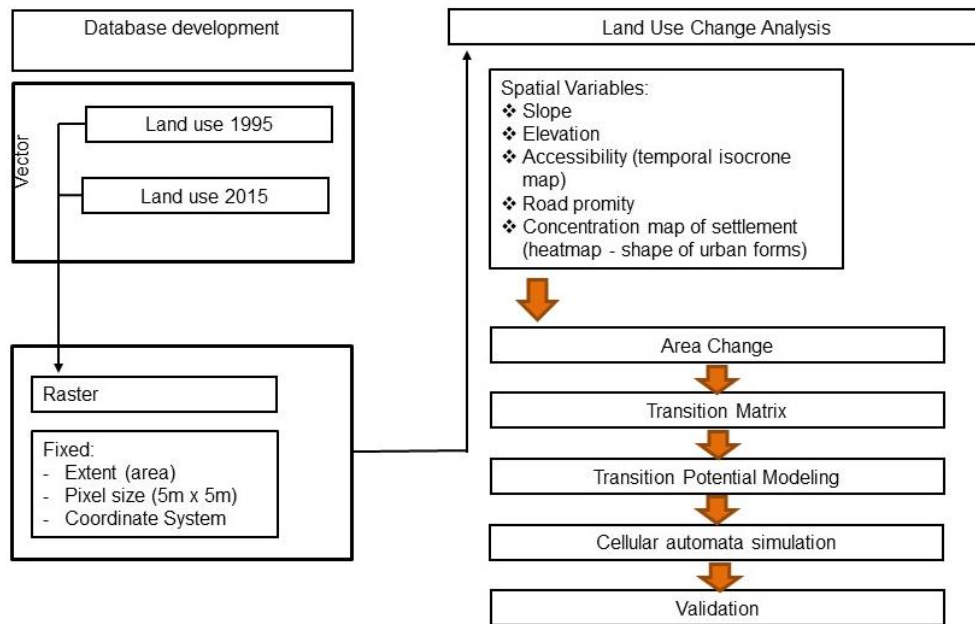 Database development
Vector
Land use 1995
Land use 2015
Raster
Fixed:
- Extent (area)
- Pixel size (5m x 5m)
- Coordinate System
Land Use Change Analysis
Spatial Variables:
❖ Slope
❖ Elevation
❖ Accessibility (temporal isocrone
map)
❖ Road promity
❖ Concentration map of settlement
(heatmap - shape of urban forms)
Area Change
Transition Matrix
Transition Potential Modeling
Cellular automata simulation
Validation